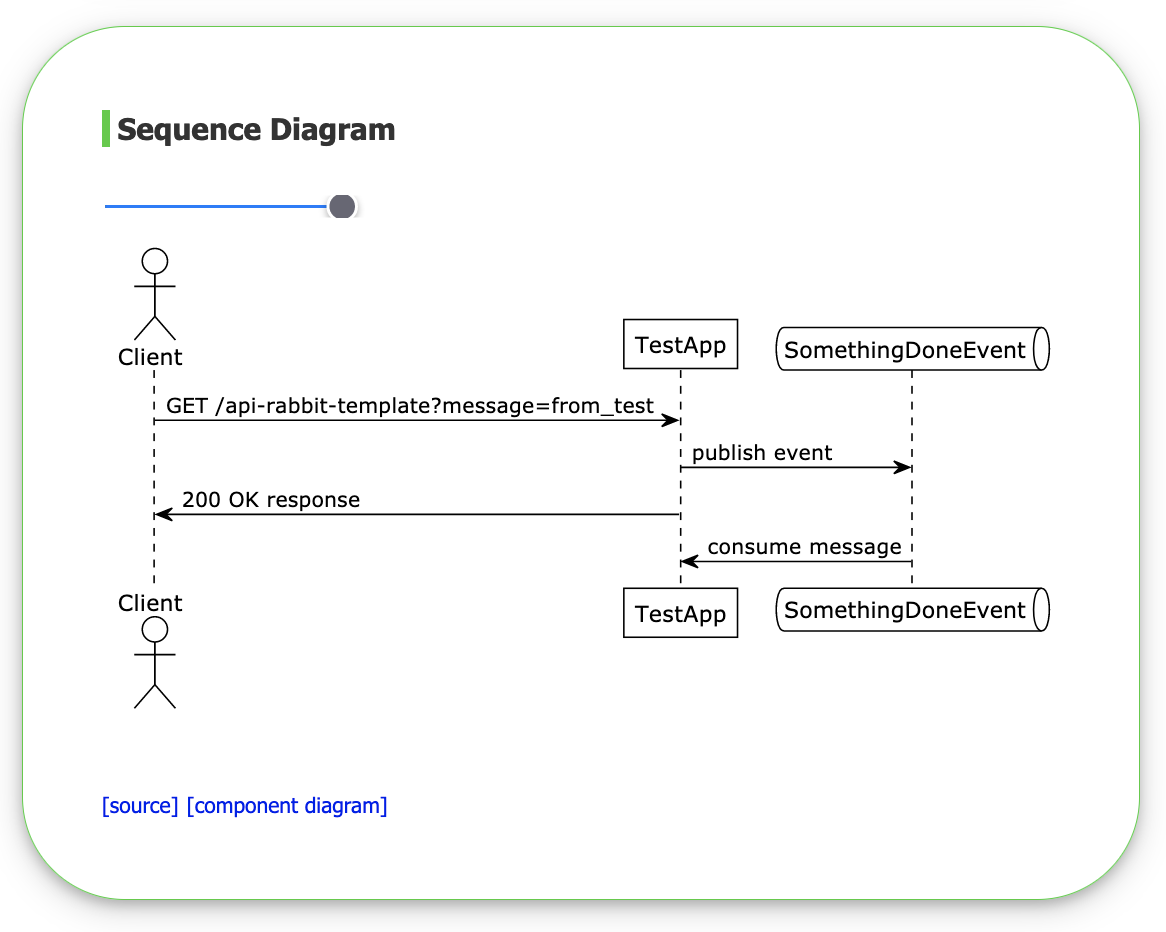 Sequence Diagram
Client
TestApp
SomethingDoneEvent
GET /api-rabbit-template?message=from_test
publish event
200 OK response
consume message
Client
TestApp
SomethingDoneEvent
[source] [component diagram]